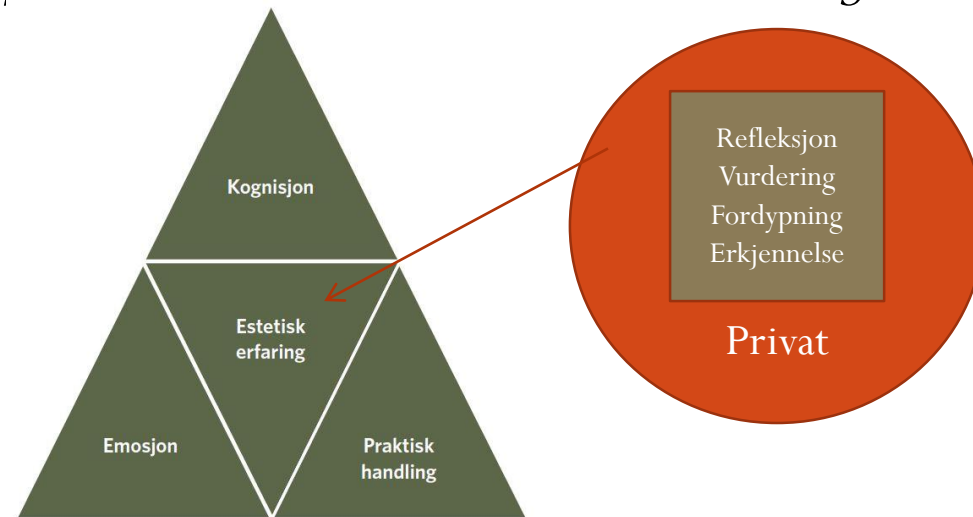 Kognisjon
Estetisk
erfaring
Emosjon
Praktisk
handling
Refleksjon
Vurdering
Fordypning
Erkjennelse
Privat